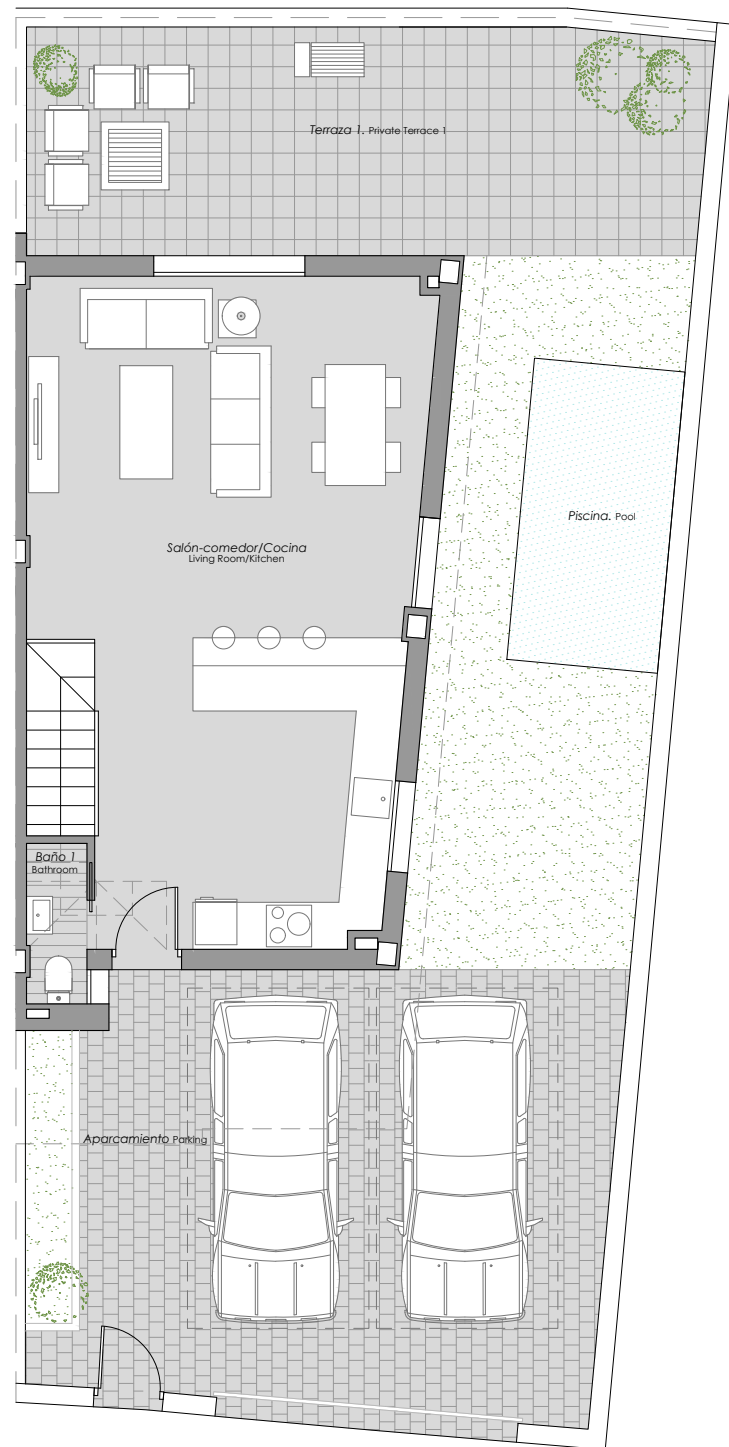 Terraza 1. Private Terrace 1
Piscina. Pool
Salón-comedor/Cocina
Living Room/Kitchen
Baño 1
Bathroom
Aparcamiento Parking